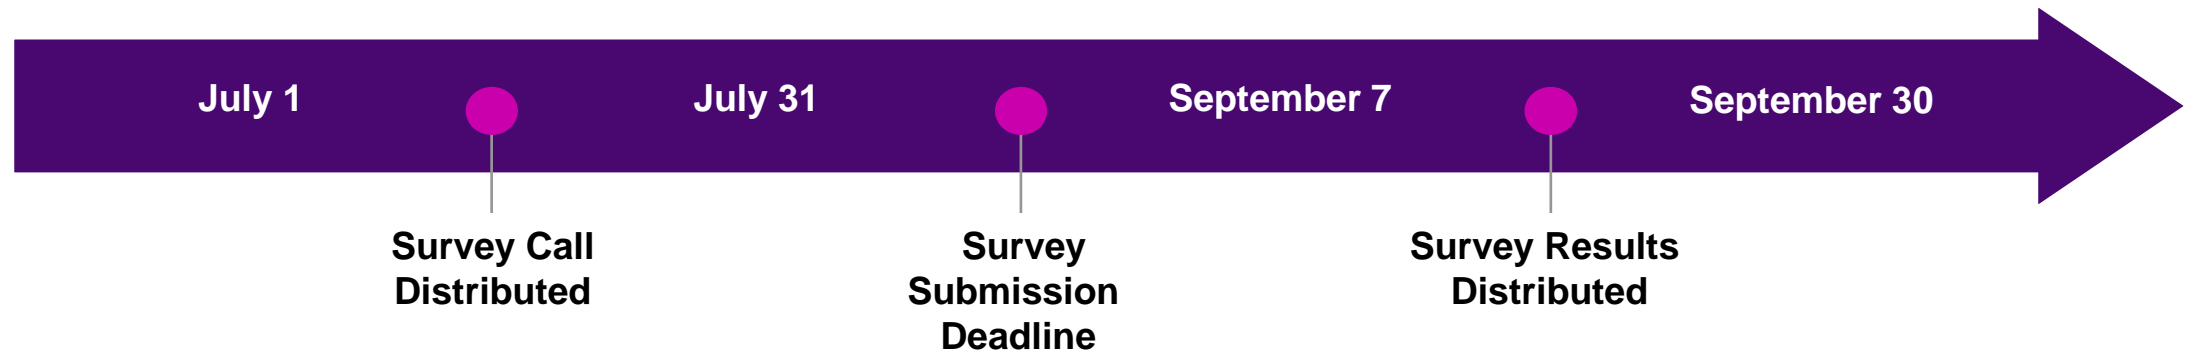 July 1
July 31
September 7
September 30
Survey Call
Distributed
Survey
Submission
Deadline
Survey Results
Distributed